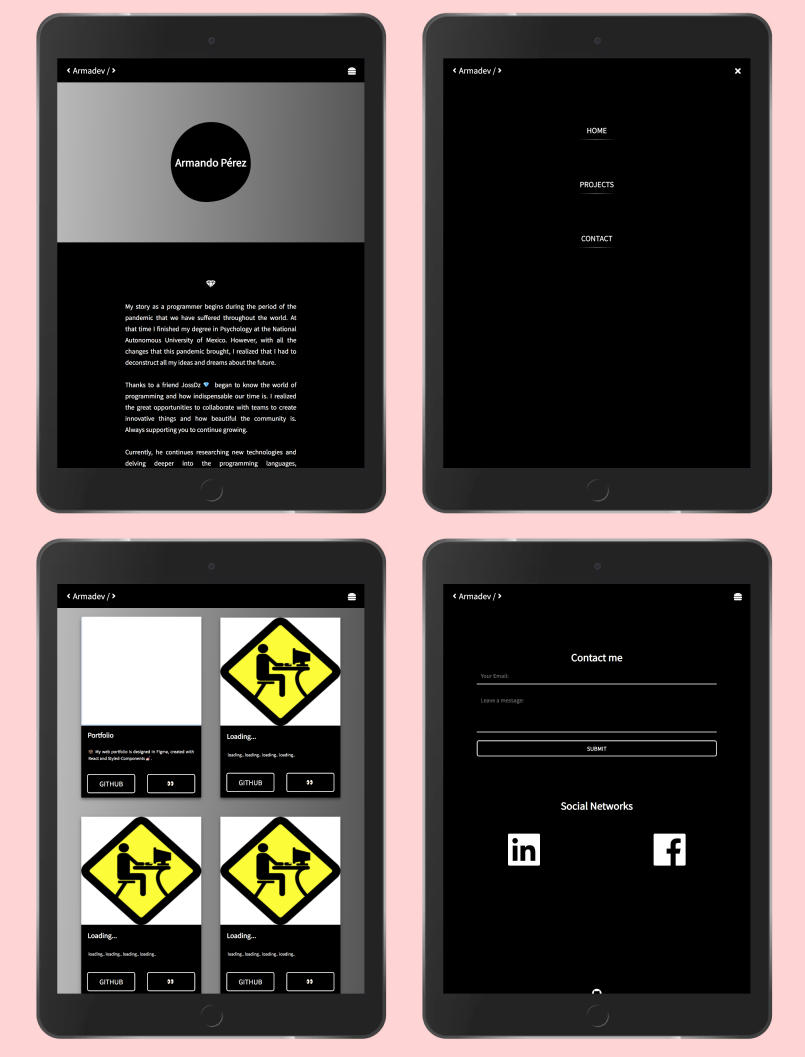 Armadev /
Armando Pérez
My story as a programmer begins during the period of the
pandemic that we have suffered throughout the world. At
that time I finished my degree in Psychology at the National
Autonomous University of Mexico. However, with all the
changes that this pandemic brought, I realized that I had to
deconstruct all my ideas and dreams about the future.
Thanks to a friend JossDz 💎 began to know the world of
programming and how indispensable our time is. I realized
the great opportunities to collaborate with teams to create
innovative things and how beautiful the community is.
Always supporting you to continue growing.
Currently, he continues researching new technologies and
delving deeper into the programming languages,
Armadev /
HOME
PROJECTS
CONTACT
Armadev /
Portfolio
My web portfolio is designed in Figma, created with
React and Styled-Components
GITHUB
Loading...
loading.. loading.. loading.. loading..
GITHUB
Loading...
loading.. loading.. loading.. loading..
GITHUB
Loading...
loading.. loading.. loading.. loading..
GITHUB
Armadev /
Contact me
Your Email:
Leave a message:
SUBMIT
Social Networks
in
f